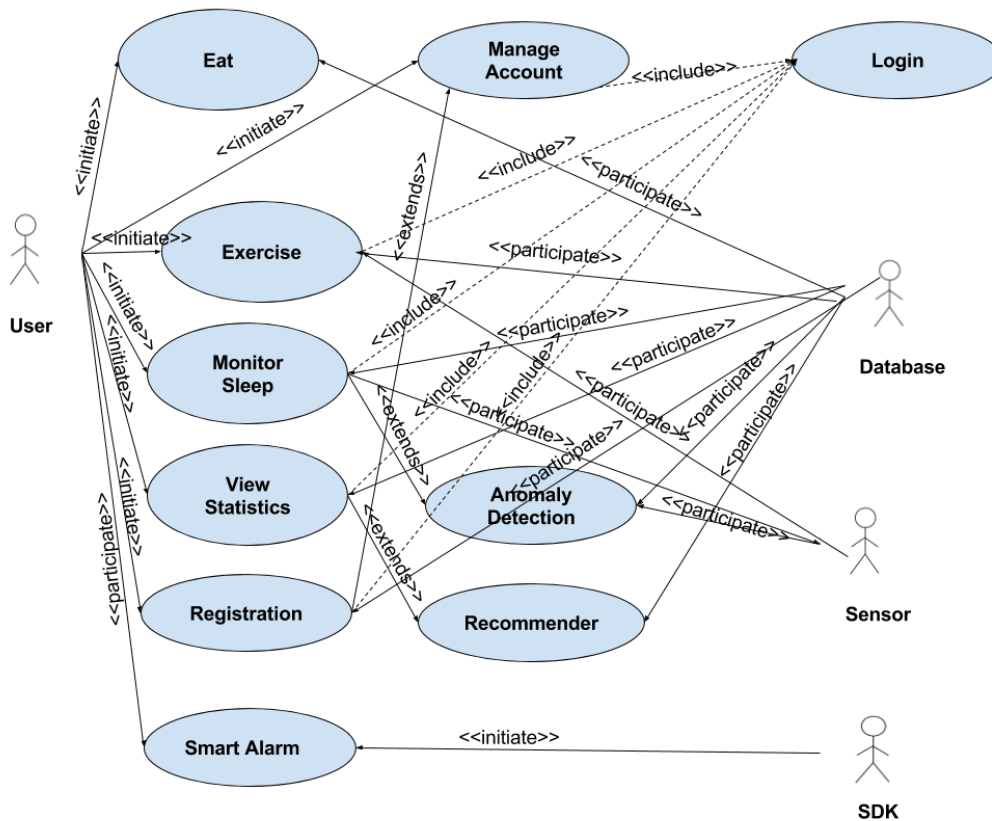 Eat
Manage
Account
Login
<<include>>
<<initiate>>
<<initiate>>
<<include>>
<<participate>>
<<extends>>
<<initiate>>
Exercise
<<participate>>
User
<<initiate>>
<<include>>
<<participate>>
Database
Monitor
Sleep
<<initiate>>
<<include>>
<<include>>
<<participate>>
<<participate>>
<<extends>>
<<participate>>
<<participate>>
<<participate>>
<<participate>>
View
Statistics
Anomaly
Detection
<<initiate>>
<<participate>>
<<extends>>
<<participate>>
Registration
Recommender
Sensor
Smart Alarm
<<initiate>>
SDK